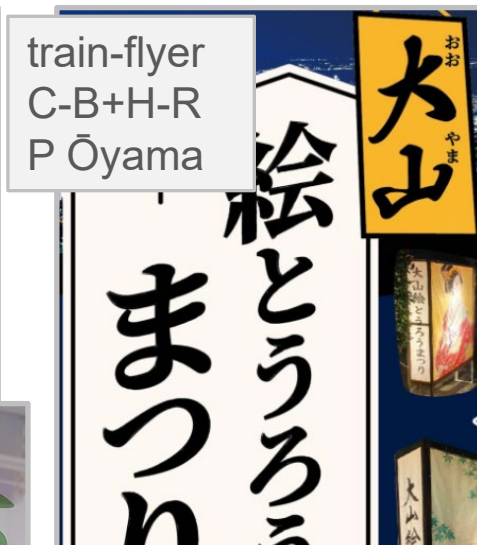 train-flyer
C-B+H-R
P Ōyama
大山
おお
やま
絵とうろう
まつり
大山絵とうろうまつり
大山絵